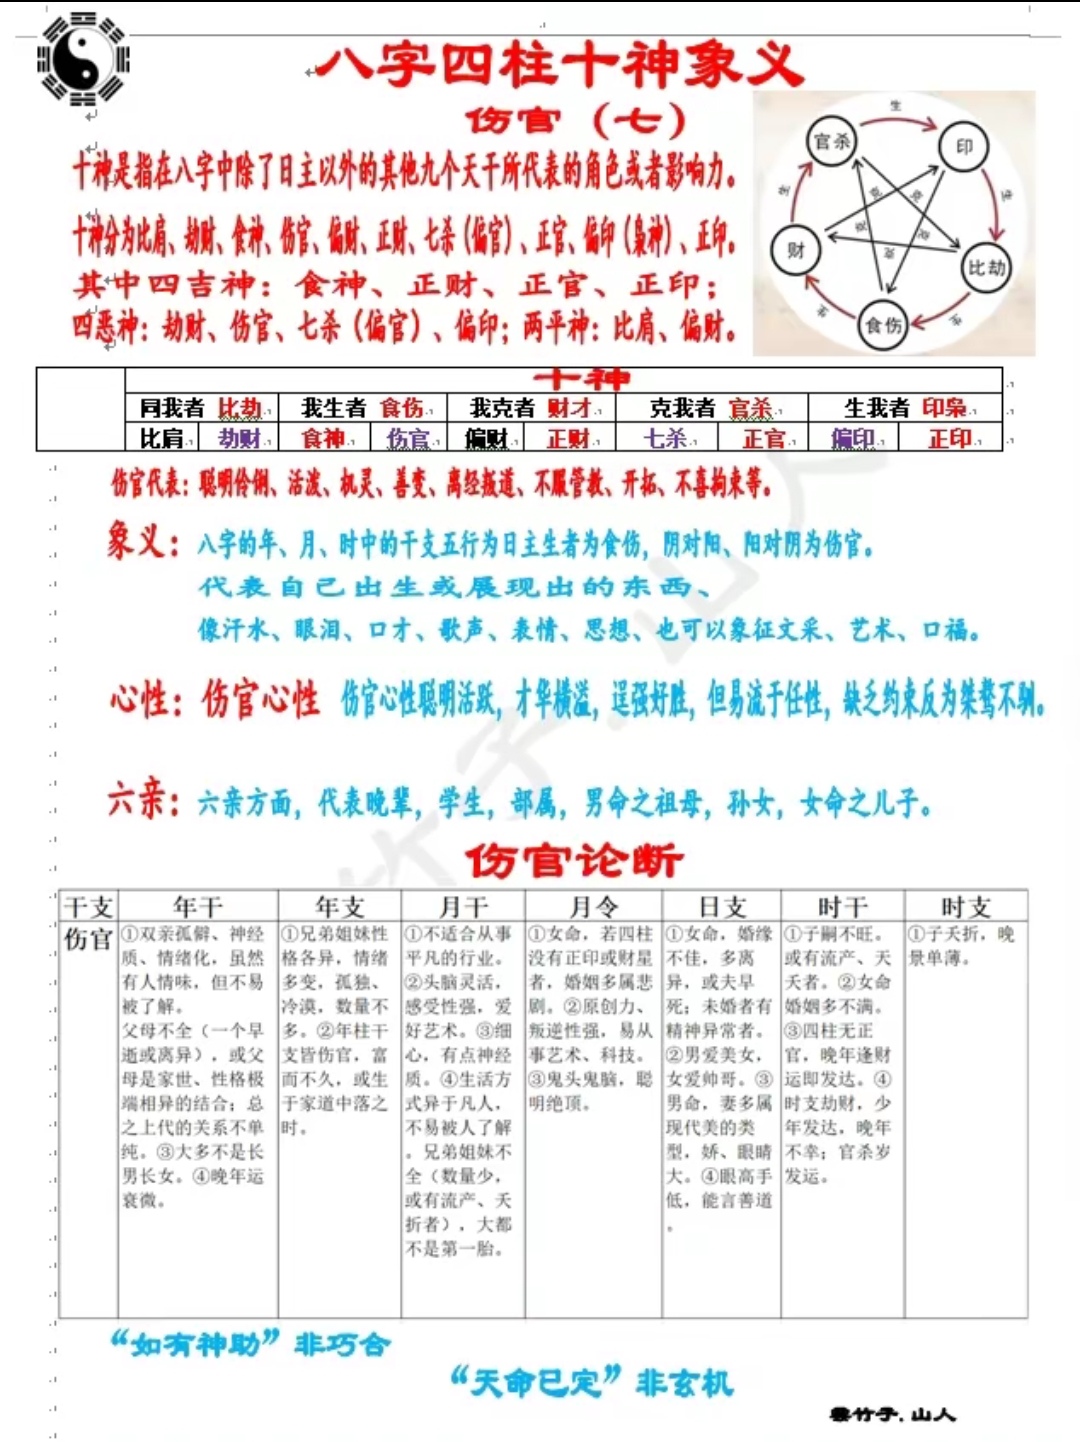 八字四柱十神象义
伤官（七）
十神是指在八字中除了日主以外的其他九个天干所代表的角色或者影响力。
十神分为比肩、劫财、食神、伤官、偏财、正财、七杀（偏官）、正官、偏印（枭神）、正印。
其中四吉神：食神、正财、正官、正印；
四恶神：劫财、伤官、七杀（偏官）、偏印；两平神：比肩、偏财。
生
官杀
印
生
生
克
克
克
克
克
财
比劫
生
生
食伤
十神
同我者 比劫
我生者 食伤
我克者 财才
克我者 官杀
生我者 印枭
比肩
劫财
食神
伤官
偏财
正财
七杀
正官
偏印
正印
伤官代表：聪明伶俐、活泼、机灵、善变、离经叛道、不服管教、开拓、不喜拘束等。
象义：八字的年、月、时中的干支五行为日主生者为食伤，阴对阳、阳对阴为伤官。
代表自己出生或展现出的东西、
像汗水、眼泪、口才、歌声、表情、思想、也可以象征文采、艺术、口福。
心性：伤官心性 伤官心性聪明活跃，才华横溢，逞强好胜，但易流于任性，缺乏约束反为桀骜不驯。
六亲：六亲方面，代表晚辈，学生，部属，男命之祖母，孙女，女命之儿子。
伤官论断
干支
年干
年支
月干
月令
日支
时干
时支
伤官
①双亲孤僻、神经
质、情绪化，虽然
有人情味，但不易
被了解。
父母不全（一个早
逝或离异），或父
母是家世、性格极
端相异的结合；总
之上代的关系不单
纯。③大多不是长
男长女。④晚年运
衰微。
①兄弟姐妹性
格各异，情绪
多变，孤独、
冷漠，数量不
多。②年柱干
支皆伤官，富
而不久，或生
于家道中落之
时。
①不适合从事
平凡的行业。
②头脑灵活，
感受性强，爱
好艺术。③细
心，有点神经
质。④生活方
式异于凡人，
不易被人了解
。兄弟姐妹不
全（数量少，
或有流产、夭
折者），大都
不是第一胎。
①女命，若四柱
没有正印或财星
者，婚姻多属悲
剧。②原创力、
叛逆性强，易从
事艺术、科技。
③鬼头鬼脑，聪
明绝顶。
①女命，婚缘
不佳，多离
异，或夫早
死；未婚者有
精神异常者。
②男爱美女，
女爱帅哥。③
男命，妻多属
现代美的类
型，娇、眼睛
大。④眼高手
低，能言善道
。
①子嗣不旺。
或有流产、夭
夭者。②女命
婚姻多不满。
③四柱无正
官，晚年逢财
运即发达。④
时支劫财，少
年发达，晚年
不幸；官杀岁
发运。
①子夭折，晚
景单薄。
“如有神助”非巧合
“天命已定”非玄机
雲竹子.山人
竹子.山人